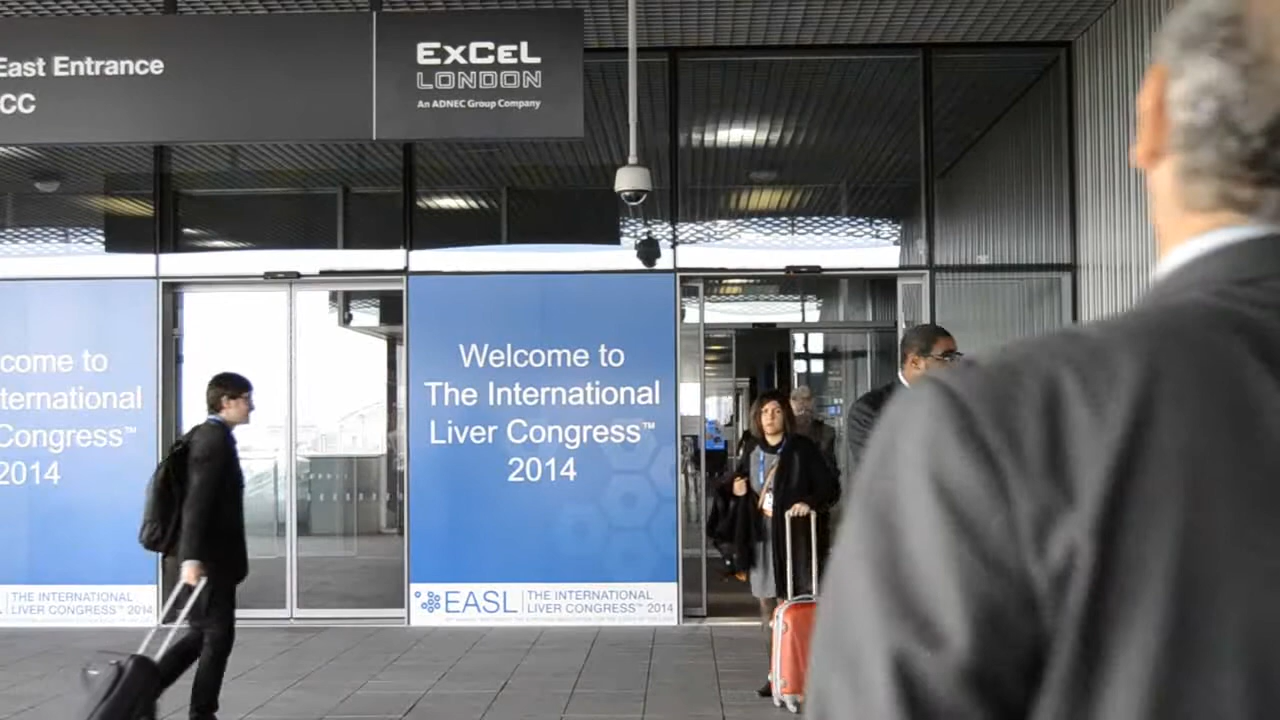 East Entrance
CC
ExCeL
LONDON
An ADNEC Group Company
come to
ternational
Congress™
2014
Welcome to
The International
Liver Congress™
2014
THE INTERNATIONAL
LIVER CONGRESS™ 2014
EASL
THE INTERNATIONAL
LIVER CONGRESS™ 2014